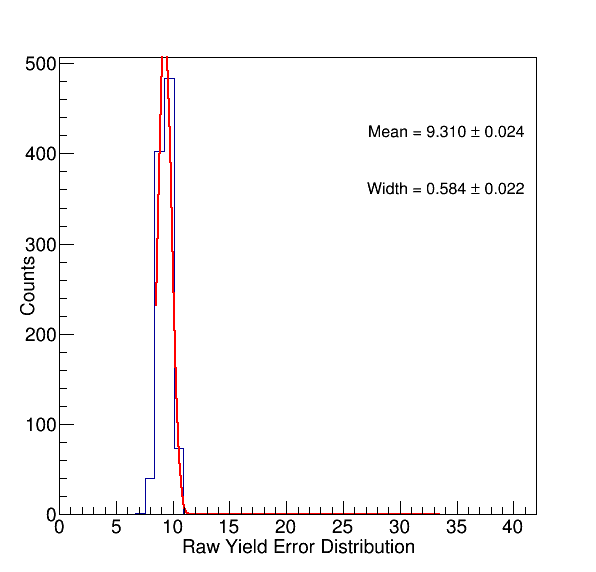 500
Mean = 9.310 ± 0.024
400
Width = 0.584 ± 0.022
300
Counts
200
100
0
0 5 10 15 20 25 30 35 40
Raw Yield Error Distribution